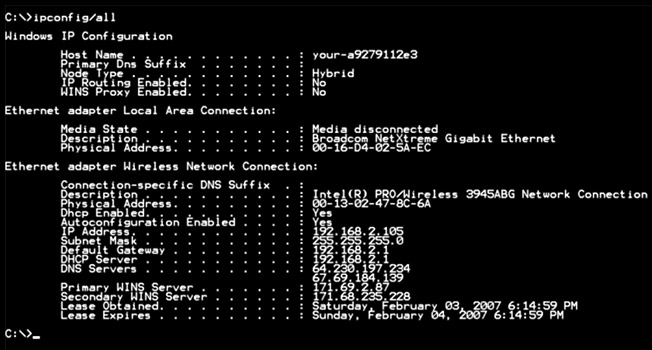 C:\>ipconfig/all
Windows IP Configuration
Host Name . . . . . . . . . . . . : your-a9279112e3
Primary Dns Suffix . . . . . . . :
Node Type . . . . . . . . . . . . : Hybrid
IP Routing Enabled. . . . . . . . : No
WINS Proxy Enabled. . . . . . . . : No
Ethernet adapter Local Area Connection:
Media State . . . . . . . . . . . : Media disconnected
Description . . . . . . . . . . . : Broadcom NetXtreme Gigabit Ethernet
Physical Address. . . . . . . . . : 00-16-D4-02-5A-EC
Ethernet adapter Wireless Network Connection:
Connection-specific DNS Suffix . :
Description . . . . . . . . . . . : Intel(R) PRO/Wireless 3945ABG Network Connection
Physical Address. . . . . . . . . : 00-13-02-47-8C-6A
Dhcp Enabled. . . . . . . . . . . : Yes
Autoconfiguration Enabled . . . . : Yes
IP Address. . . . . . . . . . . . : 192.168.2.105
Subnet Mask . . . . . . . . . . . : 255.255.255.0
Default Gateway . . . . . . . . . : 192.168.2.1
DHCP Server . . . . . . . . . . . : 192.168.2.1
DNS Servers . . . . . . . . . . . : 64.230.197.234
67.69.184.139
Primary WINS Server . . . . . . . : 171.69.2.87
Secondary WINS Server . . . . . . : 171.68.235.228
Lease Obtained. . . . . . . . . . : Saturday, February 03, 2007 6:14:59 PM
Lease Expires . . . . . . . . . . : Sunday, February 04, 2007 6:14:59 PM
C:\>_